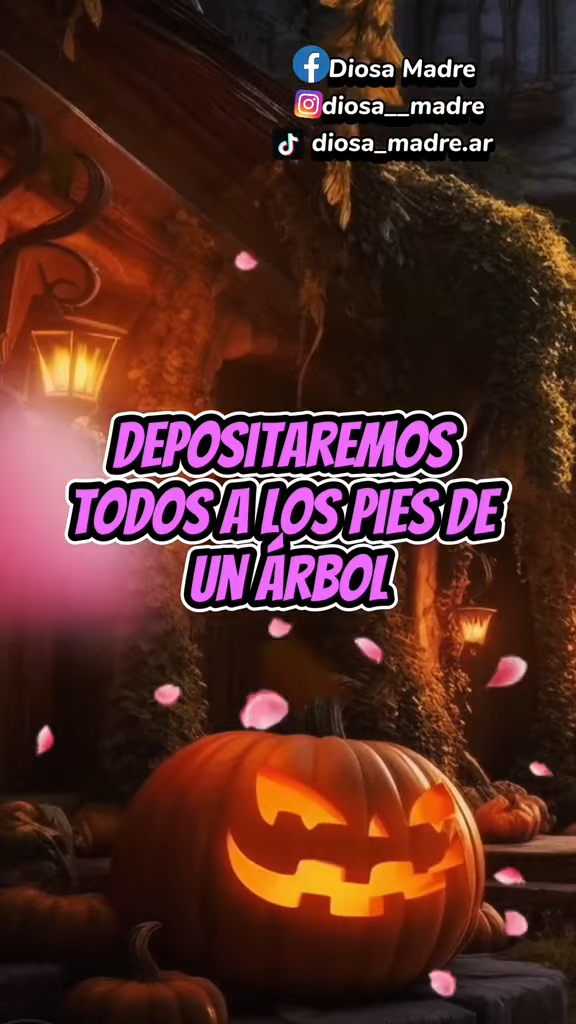 Diosa Madre
diosa__madre
diosa_madre.ar
DEPOSITAREMOS
TODOS A LOS PIES DE
UN ÁRBOL